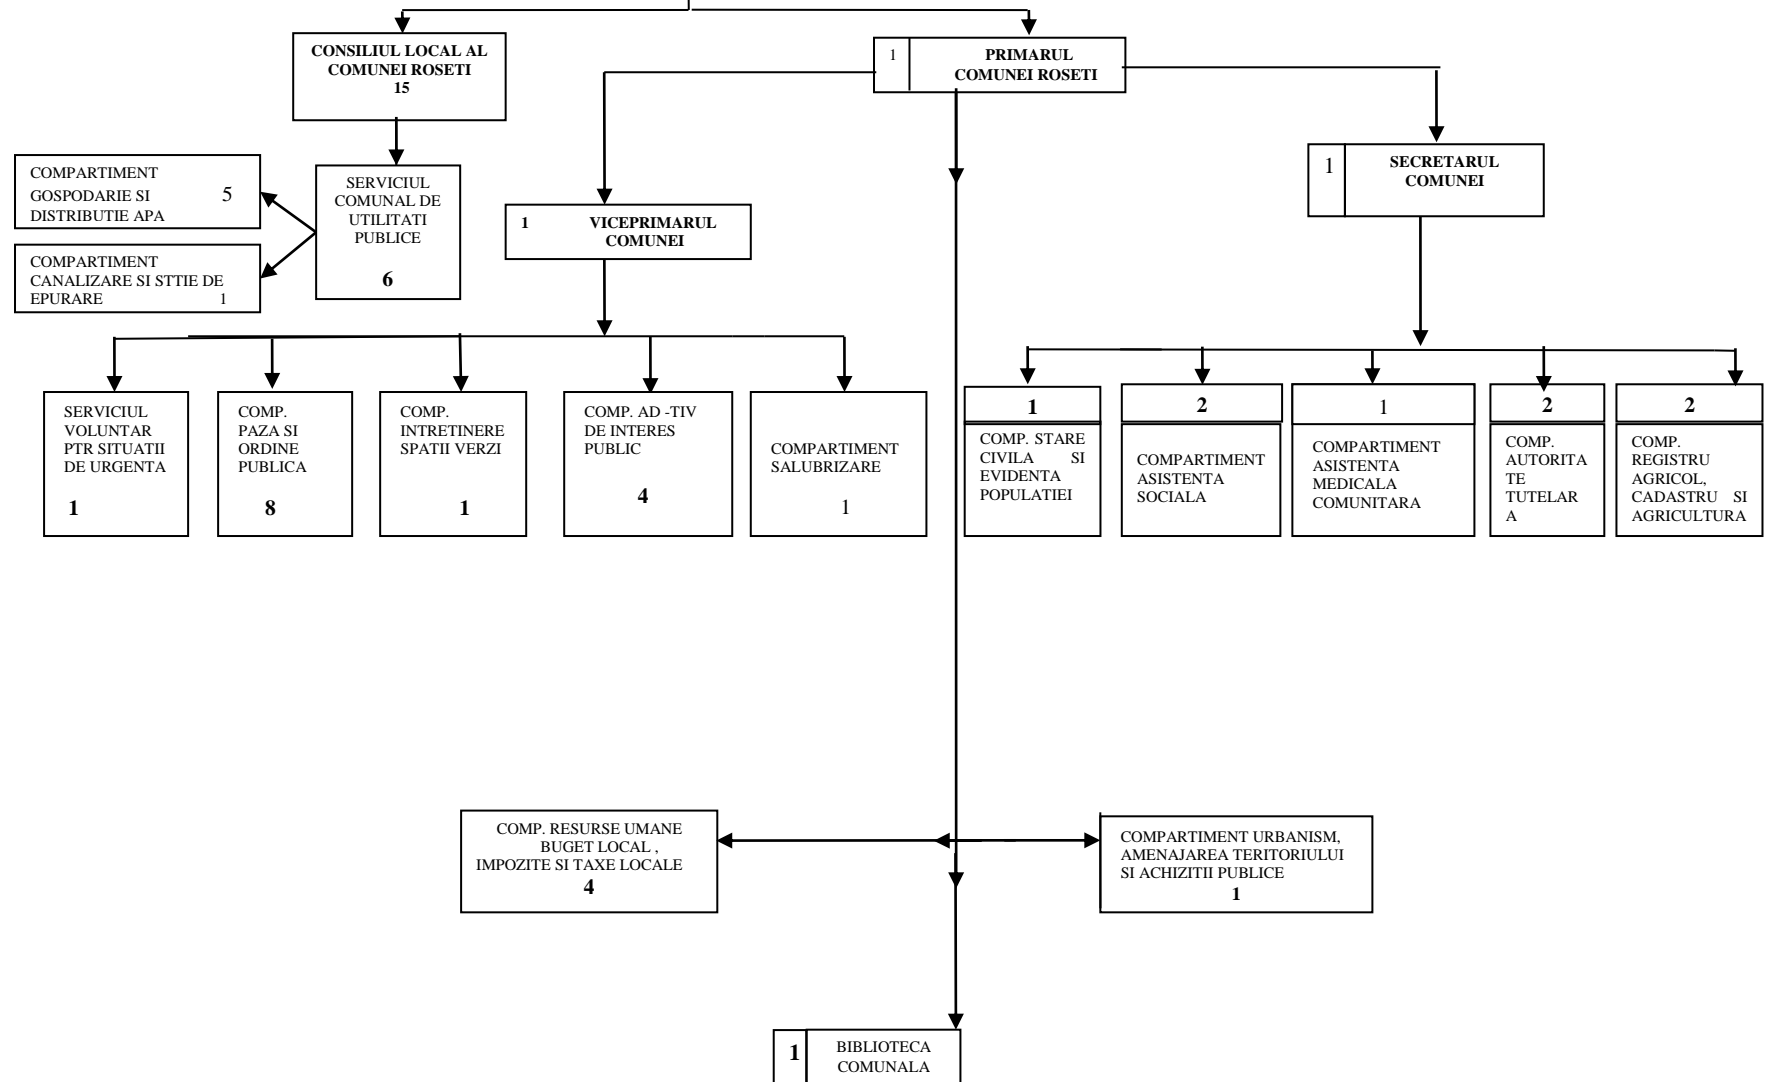 CONSILIUL LOCAL AL
COMUNEI ROSETI
15
1
PRIMARUL
COMUNEI ROSETI
1
SECRETARUL
COMUNEI
COMPARTIMENT
GOSPODARIE SI 5
DISTRIBUTIE APA
SERVICIUL
COMUNAL DE
UTILITATI
PUBLICE
6
1 VICEPRIMARUL
COMUNEI
COMPARTIMENT
CANALIZARE SI STTIE DE
EPURARE 1
SERVICIUL
VOLUNTAR
PTR SITUATII
DE URGENTA
1
COMP.
PAZA SI
ORDINE
PUBLICA
8
COMP.
INTRETINERE
SPATII VERZI
1
COMP. AD -TIV
DE INTERES
PUBLIC
4
COMPARTIMENT
SALUBRIZARE
1
1
COMP. STARE
CIVILA SI
EVIDENTA
POPULATIEI
2
COMPARTIMENT
ASISTENTA
SOCIALA
1
COMPARTIMENT
ASISTENTA
MEDICALA
COMUNITARA
2
COMP.
AUTORITA
TE
TUTELAR
A
2
COMP.
REGISTRU
AGRICOL,
CADASTRU SI
AGRICULTURA
COMP. RESURSE UMANE
BUGET LOCAL ,
IMPOZITE SI TAXE LOCALE
4
COMPARTIMENT URBANISM,
AMENAJAREA TERITORIULUI
SI ACHIZITII PUBLICE
1
1
BIBLIOTECA
COMUNALA